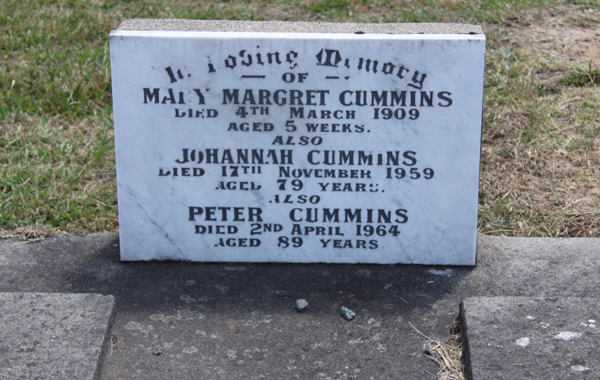 In Loving Memory
OF
MARY MARGRET CUMMINS
DIED 4TH MARCH 1909
AGED 5 WEEKS.
ALSO
JOHANNAH CUMMINS
DIED 17TH NOVEMBER 1959
AGED 79 YEARS.
ALSO
PETER CUMMINS
DIED 2ND APRIL 1964
AGED 89 YEARS